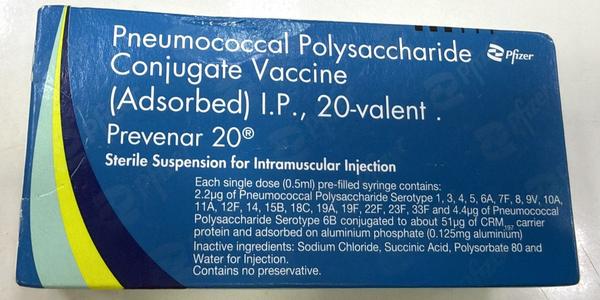 Pneumococcal Polysaccharide
Conjugate Vaccine
(Adsorbed) I.P., 20-valent .
Prevenar 20®
Sterile Suspension for Intramuscular Injection
Pfizer
Each single dose (0.5ml) pre-filled syringe contains:
2.2µg of Pneumococcal Polysaccharide Serotype 1, 3, 4, 5, 6A, 7F, 8, 9V, 10A,
11A, 12F, 14, 15B, 18C, 19A, 19F, 22F, 23F, 33F and 4.4µg of Pneumococcal
Polysaccharide Serotype 6B conjugated to about 51µg of CRM197 carrier
protein and adsorbed on aluminium phosphate (0.125mg aluminium)
Inactive ingredients: Sodium Chloride, Succinic Acid, Polysorbate 80 and
Water for Injection.
Contains no preservative.